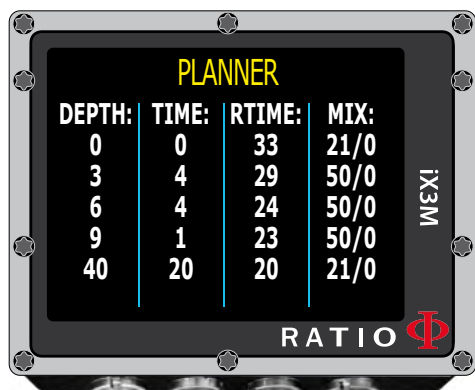 PLANNER
DEPTH: TIME: RTIME: MIX:
0 0 33 21/0
3 4 29 50/0
6 4 24 50/0
9 1 23 50/0
40 20 20 21/0
iX3M
RATIO